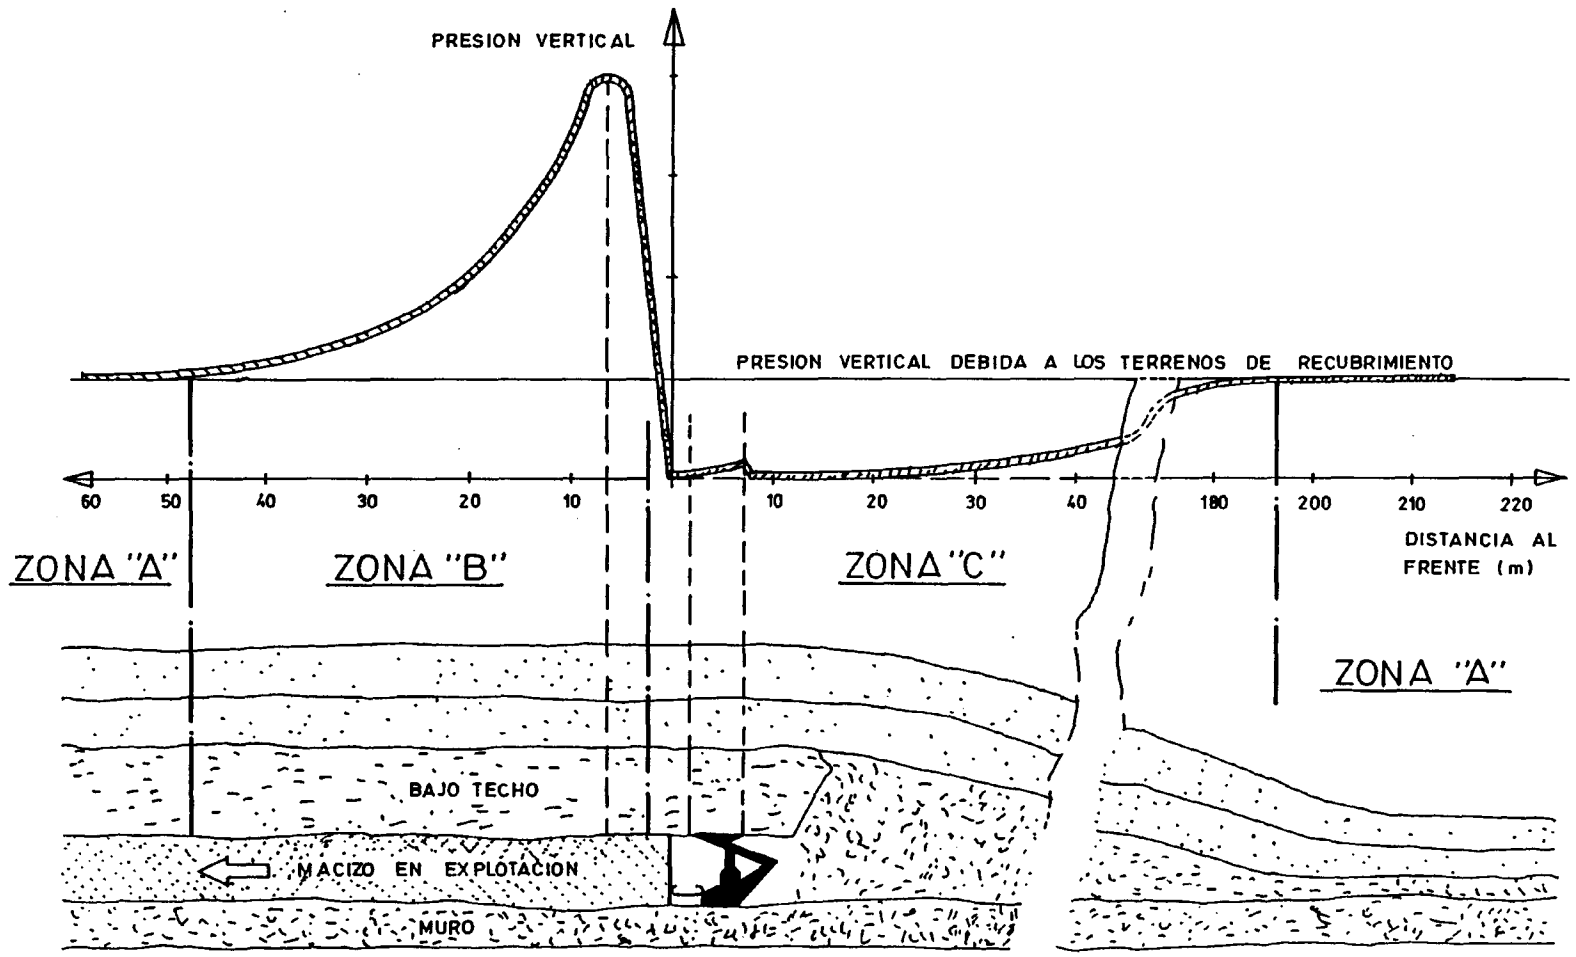 PRESION VERTICAL
PRESION VERTICAL DEBIDA A LOS TERRENOS DE RECUBRIMIENTO
60 50 40 30 20 10 10 20 30 40 180 200 210 220
DISTANCIA AL
FRENTE (m)
ZONA "A"
ZONA "B"
ZONA "C"
ZONA "A"
BAJO TECHO
MACIZO EN EXPLOTACION
MURO